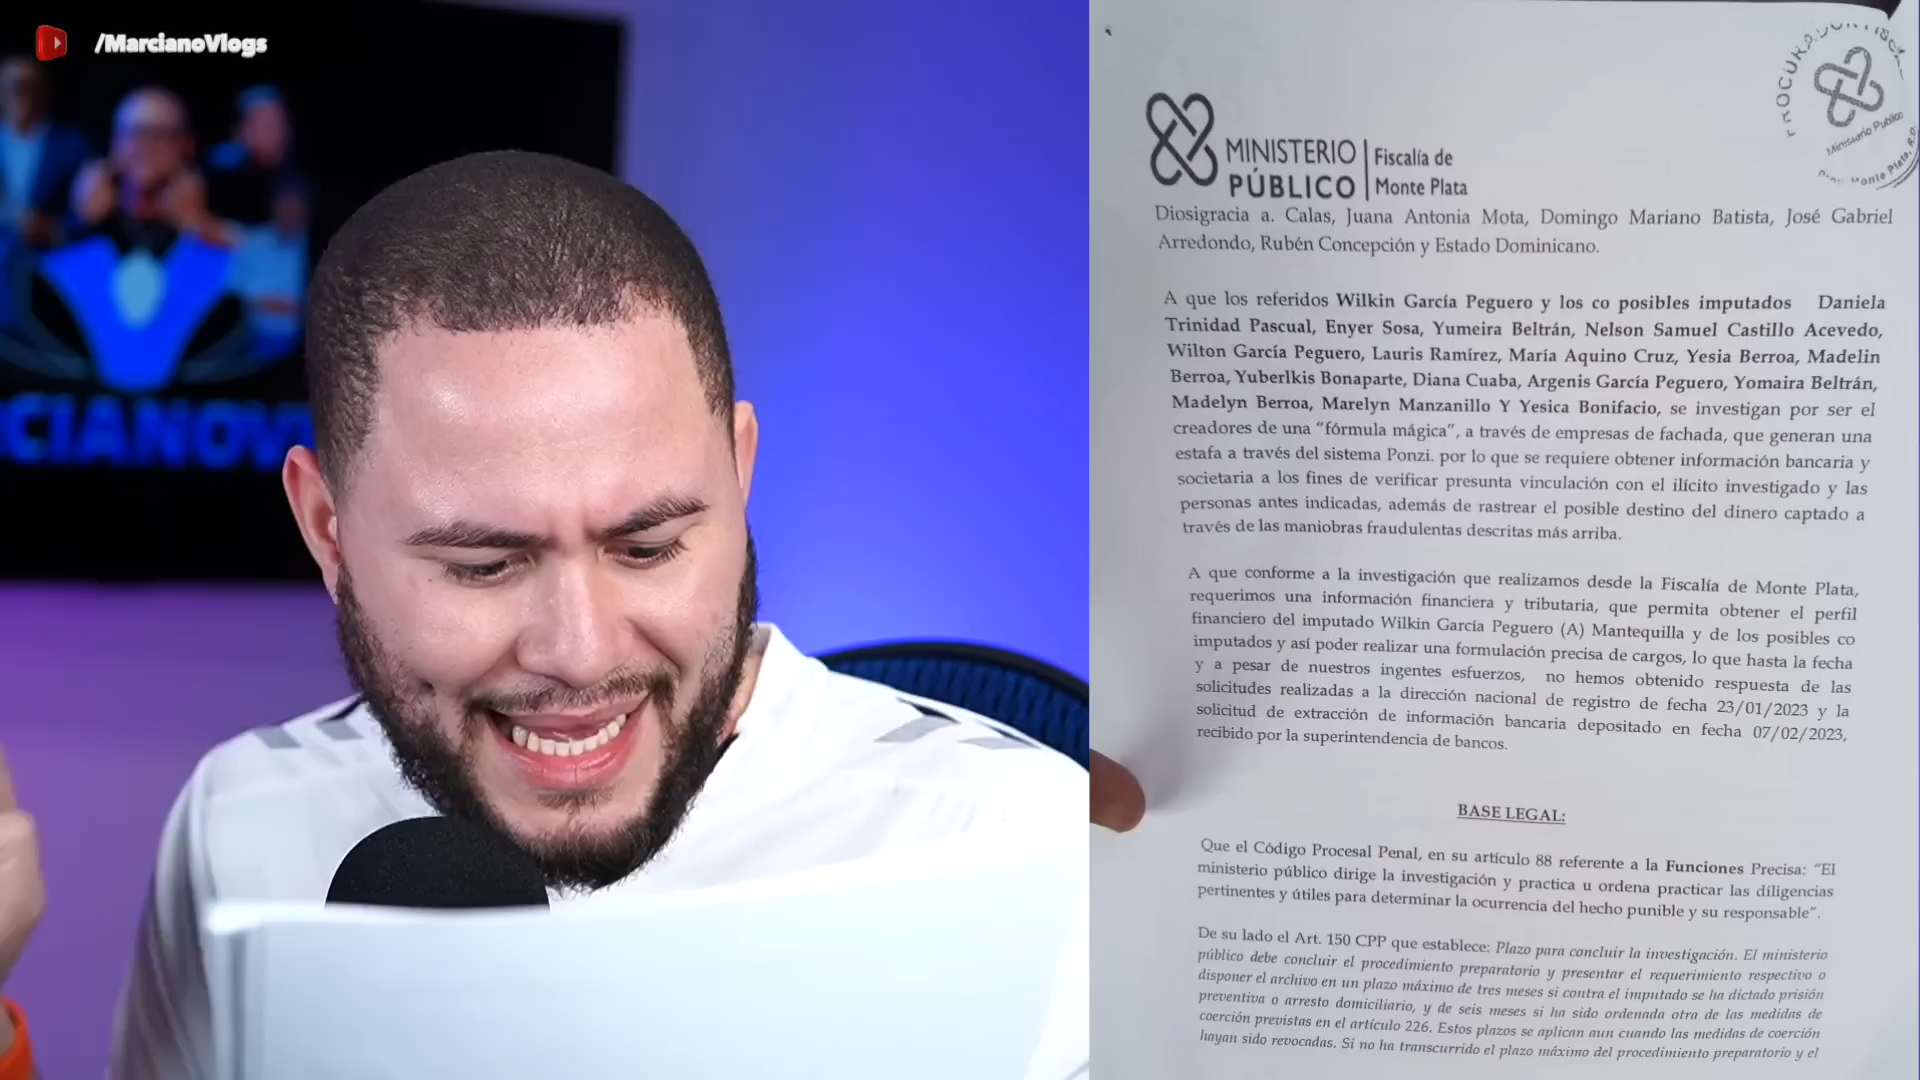 /MarcianoVlogs
CIANOV
PROCURADOR FISCAL
Ministerio Publico
Monte Plata, R.D.
MINISTERIO
PÚBLICO
Fiscalía de
Monte Plata
Diosigracia a. Calas, Juana Antonia Mota, Domingo Mariano Batista, José Gabriel
Arredondo, Rubén Concepción y Estado Dominicano.
A que los referidos Wilkin García Peguero y los co posibles imputados Daniela
Trinidad Pascual, Enyer Sosa, Yumeira Beltrán, Nelson Samuel Castillo Acevedo,
Wilton García Peguero, Lauris Ramírez, María Aquino Cruz, Yesia Berroa, Madelin
Berroa, Yuberlkis Bonaparte, Diana Cuaba, Argenis García Peguero, Yomaira Beltrán,
Madelyn Berroa, Marelyn Manzanillo Y Yesica Bonifacio, se investigan por ser el
creadores de una “fórmula mágica”, a través de empresas de fachada, que generan una
estafa a través del sistema Ponzi. por lo que se requiere obtener información bancaria y
societaria a los fines de verificar presunta vinculación con el ilícito investigado y las
personas antes indicadas, además de rastrear el posible destino del dinero captado a
través de las maniobras fraudulentas descritas más arriba.
A que conforme a la investigación que realizamos desde la Fiscalía de Monte Plata,
requerimos una información financiera y tributaria, que permita obtener el perfil
financiero del imputado Wilkin García Peguero (A) Mantequilla y de los posibles co
imputados y así poder realizar una formulación precisa de cargos, lo que hasta la fecha
y a pesar de nuestros ingentes esfuerzos, no hemos obtenido respuesta de las
solicitudes realizadas a la dirección nacional de registro de fecha 23/01/2023 y la
solicitud de extracción de información bancaria depositado en fecha 07/02/2023,
recibido por la superintendencia de bancos.
BASE LEGAL:
Que el Código Procesal Penal, en su artículo 88 referente a la Funciones Precisa: “El
ministerio público dirige la investigación y practica u ordena practicar las diligencias
pertinentes y útiles para determinar la ocurrencia del hecho punible y su responsable”.
De su lado el Art. 150 CPP que establece: Plazo para concluir la investigación. El ministerio
público debe concluir el procedimiento preparatorio y presentar el requerimiento respectivo o
disponer el archivo en un plazo máximo de tres meses si contra el imputado se ha dictado prisión
preventiva o arresto domiciliario, y de seis meses si ha sido ordenada otra de las medidas de
coerción previstas en el artículo 226. Estos plazos se aplican aun cuando las medidas de coerción
hayan sido revocadas. Si no ha transcurrido el plazo máximo del procedimiento preparatorio y el